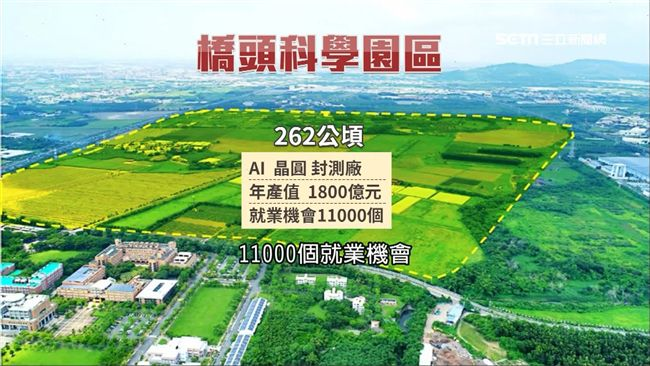 SETN三立新聞網
橋頭科學園區
262公頃
AI 晶圓 封測廠
年產值 1800億元
就業機會11000個
11000個就業機會